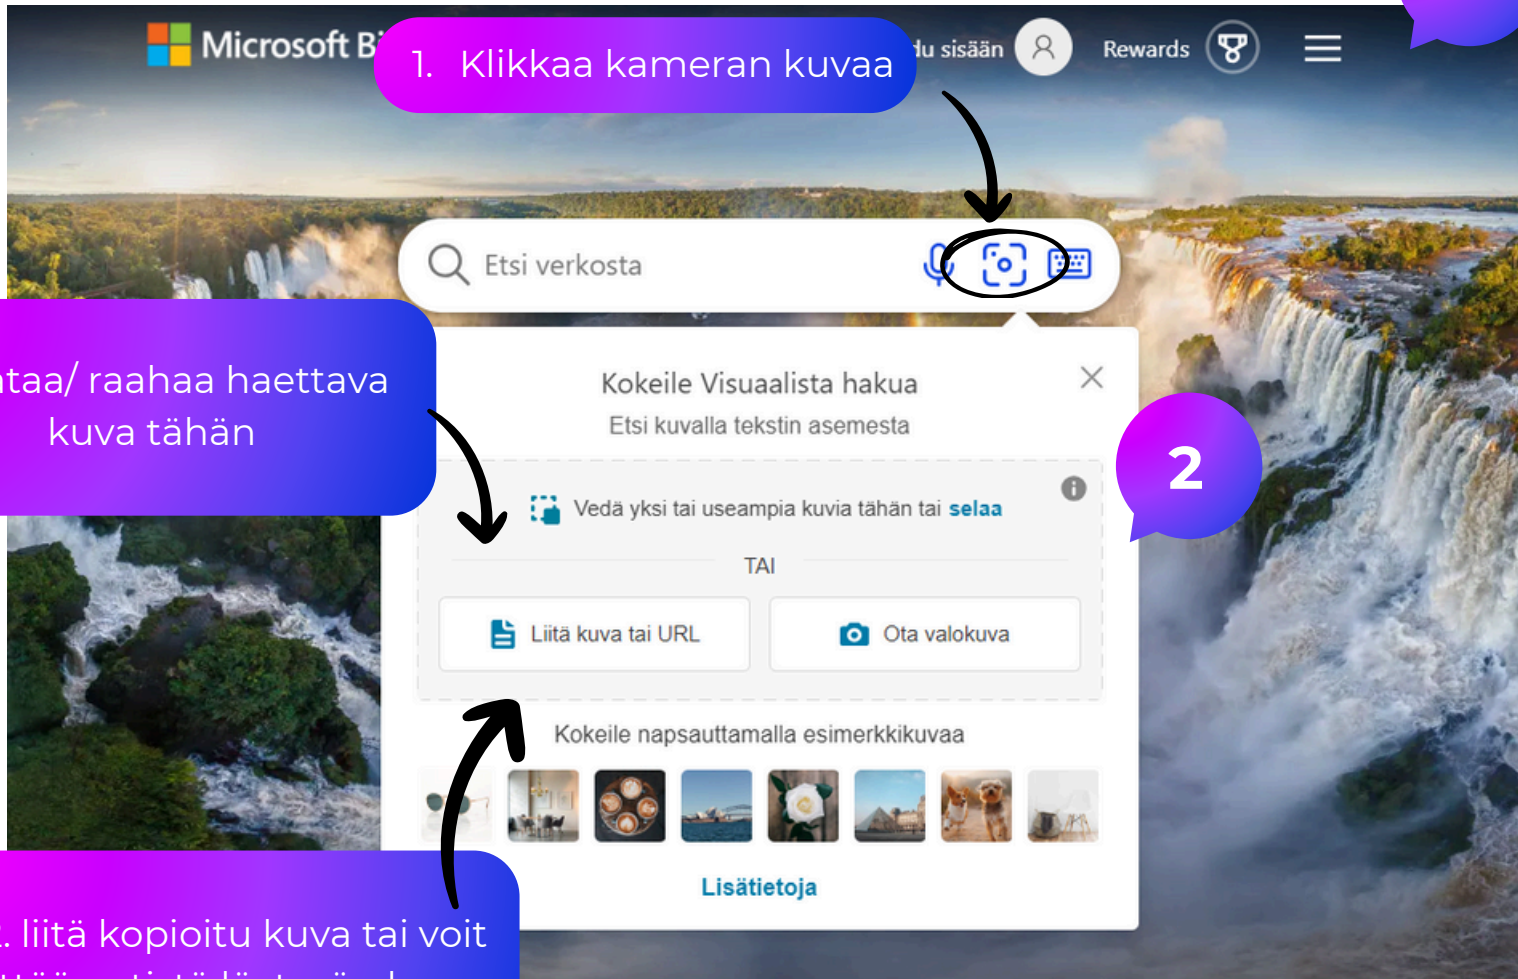 Microsoft
1. Klikkaa kameran kuvaa
sisään
Rewards
Etsi verkosta
raahaa haettava
kuva tähän
Kokeile Visuaalista hakua
Etsi kuvalla tekstin asemesta
2
Vedä yksi tai useampia kuvia tähän tai selaa
TAI
Liitä kuva tai URL
Ota valokuva
Kokeile napsauttamalla esimerkkikuvaa
Lisätietoja
liitä kopioitu kuva tai voit